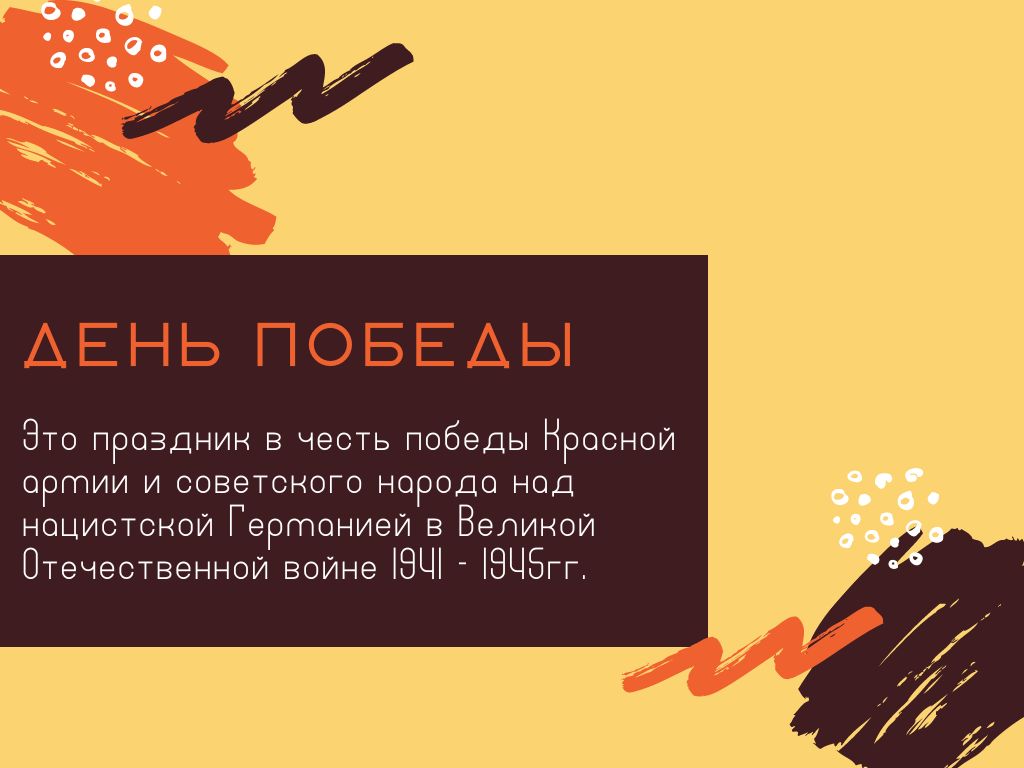 ДЕНЬ ПОБЕДЫ
Это праздник в честь победы Красной
армии и советского народа над
нацистской Германией в Великой
Отечественной войне 1941 - 1945гг.